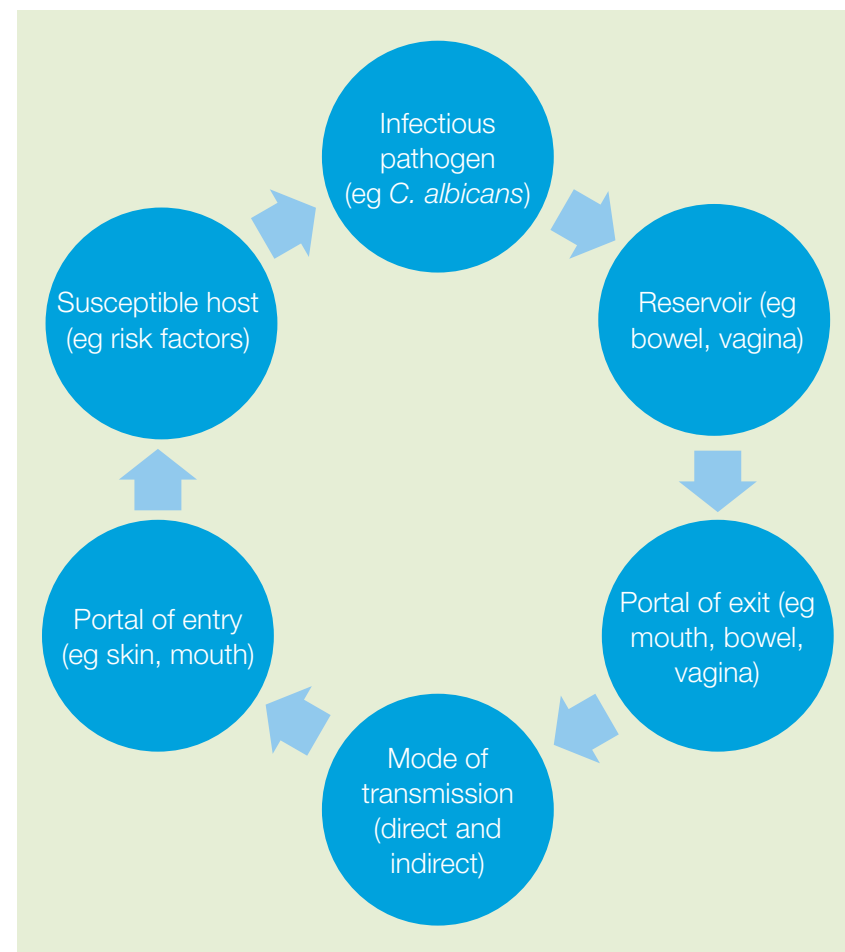 Infectious
pathogen
(eg C. albicans)
Reservoir (eg
bowel, vagina)
Portal of exit (eg
mouth, bowel,
vagina)
Mode of
transmission
(direct and
indirect)
Portal of entry
(eg skin, mouth)
Susceptible host
(eg risk factors)